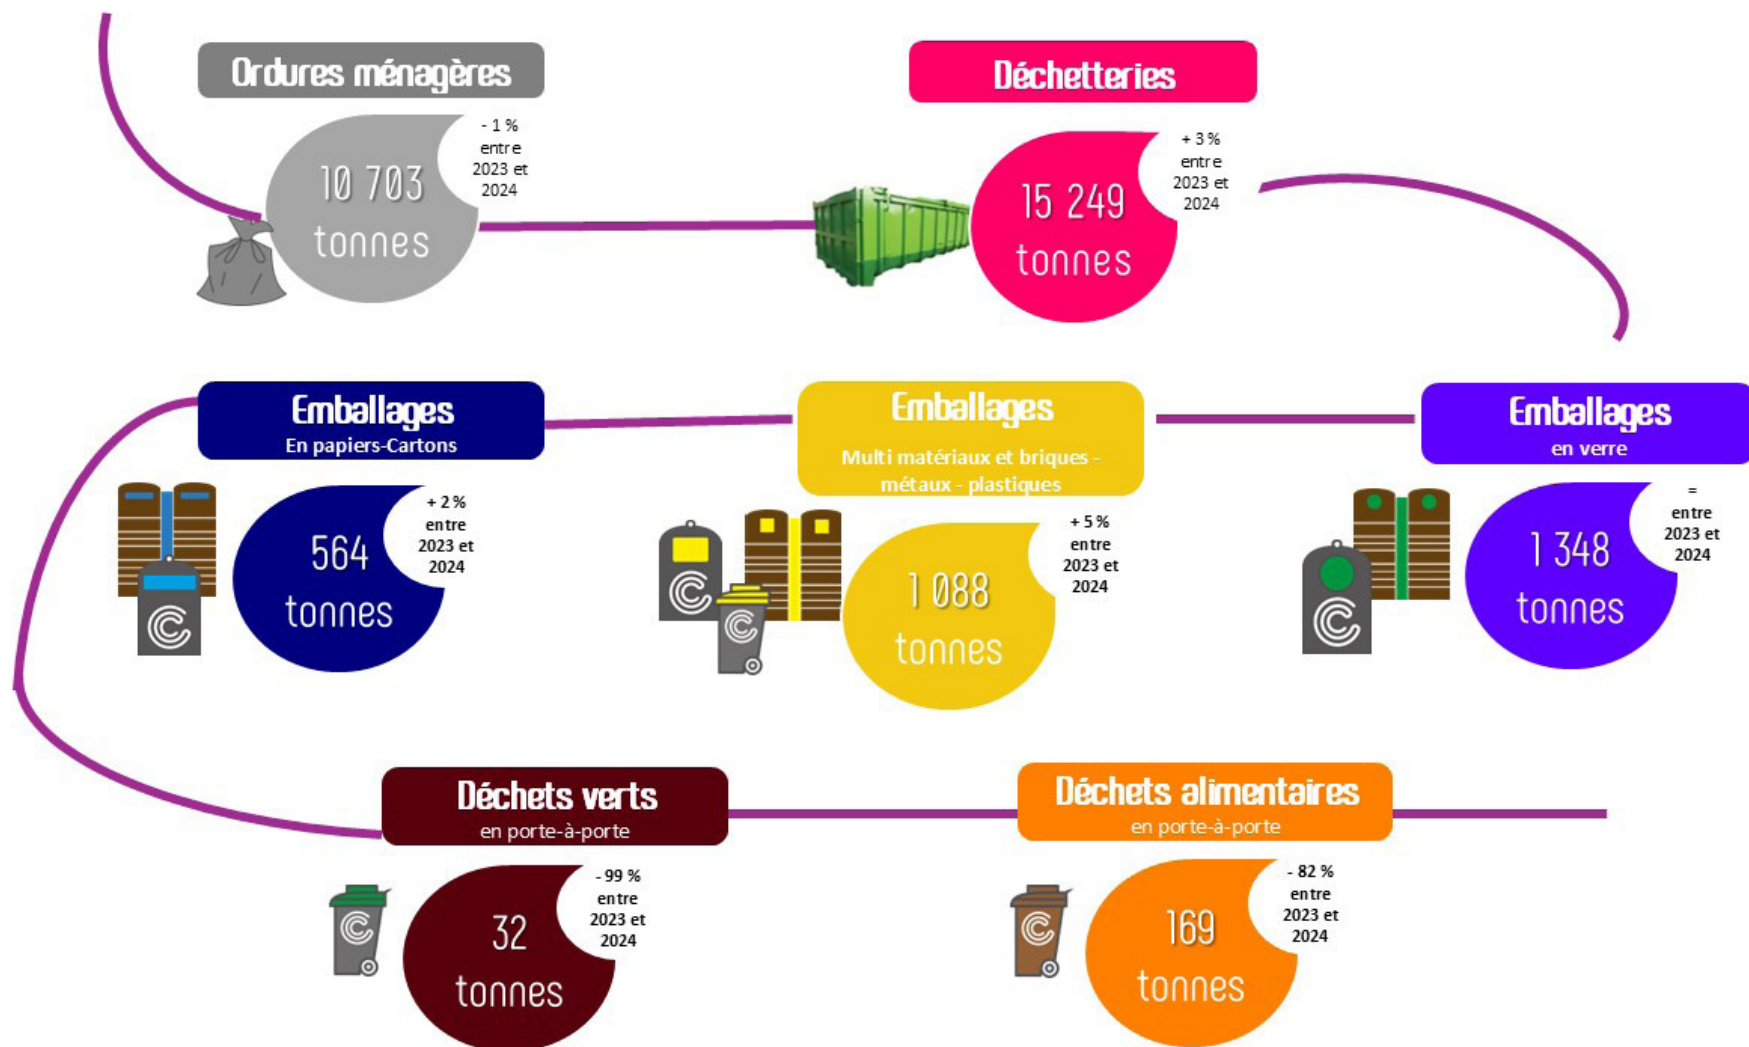 Ordures ménagères
10 703
tonnes
- 1 %
entre
2023 et
2024
Déchetteries
15 249
tonnes
+ 3 %
entre
2023 et
2024
Emballages
En papiers-Cartons
564
tonnes
+ 2 %
entre
2023 et
2024
Emballages
Multi matériaux et briques -
métaux - plastiques
1 088
tonnes
+ 5 %
entre
2023 et
2024
Emballages
en verre
1 348
tonnes
=
entre
2023 et
2024
Déchets verts
en porte-à-porte
32
tonnes
- 99 %
entre
2023 et
2024
Déchets alimentaires
en porte-à-porte
169
tonnes
- 82 %
entre
2023 et
2024